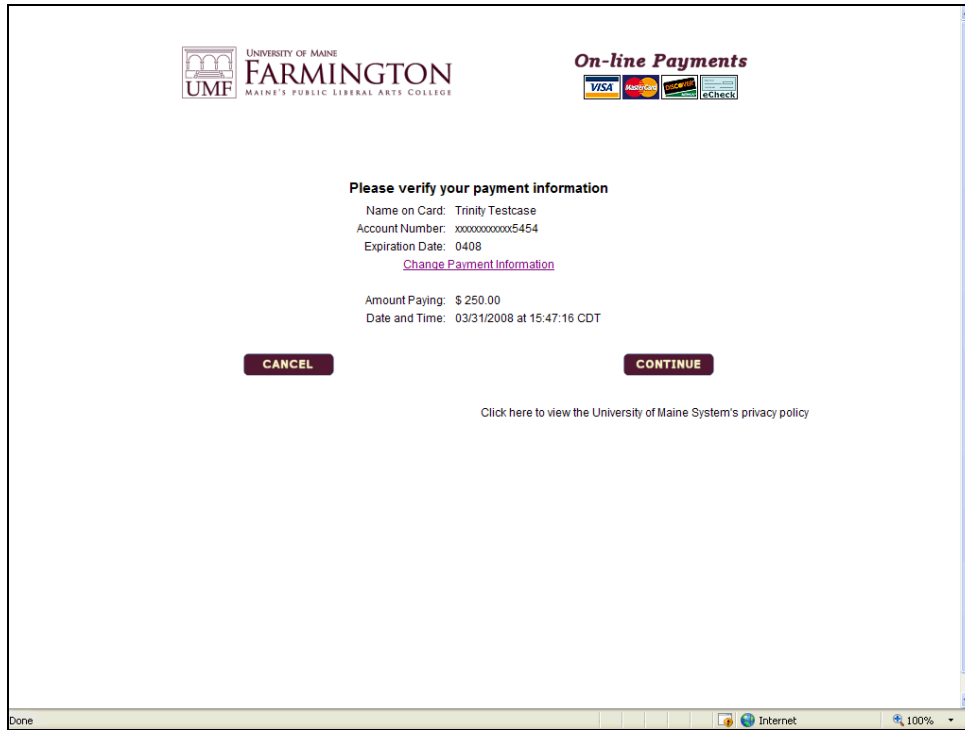 UNIVERSITY OF MAINE
FARMINGTON
UMF
MAINE'S PUBLIC LIBERAL ARTS COLLEGE
On-line Payments
VISA MasterCard DISCOVER eCheck
Please verify your payment information
Name on Card: Trinity Testcase
Account Number: xxxxxxxxxxxx5454
Expiration Date: 0408
Change Payment Information
Amount Paying: $ 250.00
Date and Time: 03/31/2008 at 15:47:16 CDT
CANCEL CONTINUE
Click here to view the University of Maine System's privacy policy
Done Internet 100%